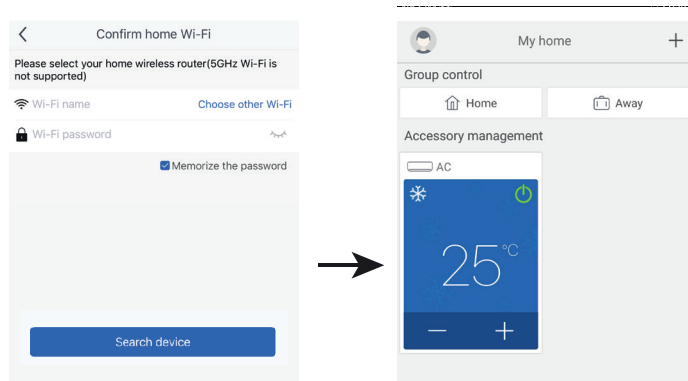 Confirm home Wi-Fi
Please select your home wireless router(5GHz Wi-Fi is
not supported)
Wi-Fi name
Choose other Wi-Fi
Wi-Fi password
Memorize the password
Search device
My home
Group control
Home
Away
Accessory management
AC
25°C